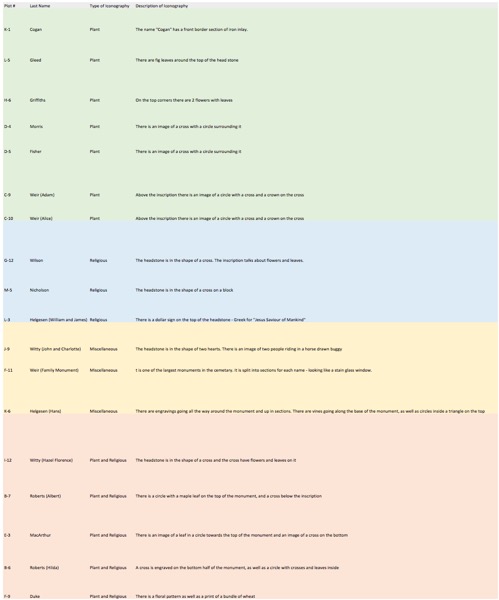 Plot # Last Name Type of Iconography Description of Iconography
K-1 Cogan Plant The name "Cogan" has a front border section of iron inlay.
L-5 Gleed Plant There are fig leaves around the top of the head stone
H-6 Griffiths Plant On the top corners there are 2 flowers with leaves
D-4 Morris Plant There is an image of a cross with a circle surrounding it
D-5 Fisher Plant There is an image of a cross with a circle surrounding it
C-9 Weir (Adam) Plant Above the inscription there is an image of a circle with a cross and a crown on the cross
C-10 Weir (Alice) Plant Above the inscription there is an image of a circle with a cross and a crown on the cross
G-12 Wilson Religious The headstone is in the shape of a cross. The inscription talks about flowers and leaves.
M-5 Nicholson Religious The headstone is in the shape of a cross on a block
L-3 Helgesen (William and James) Religious There is a dollar sign on the top of the headstone - Greek for "Jesus Saviour of Mankind"
J-9 Witty (John and Charlotte) Miscellaneous The headstone is in the shape of two hearts. There is an image of two people riding in a horse drawn buggy
F-11 Weir (Family Monument) Miscellaneous t is one of the largest monuments in the cemetary. It is split into sections for each name - looking like a stain glass window.
K-6 Helgesen (Hans) Miscellaneous There are engravings going all the way around the monument and up in sections. There are vines going along the base of the monument, as well as circles inside a triangle on the top
I-12 Witty (Hazel Florence) Plant and Religious The headstone is in the shape of a cross and the cross have flowers and leaves on it
B-7 Roberts (Albert) Plant and Religious There is a circle with a maple leaf on the top of the monument, and a cross below the inscription
E-3 MacArthur Plant and Religious There is an image of a leaf in a circle towards the top of the monument and an image of a cross on the bottom
B-6 Roberts (Hilda) Plant and Religious A cross is engraved on the bottom half of the monument, as well as a circle with crosses and leaves inside
F-9 Duke Plant and Religious There is a floral pattern as well as a print of a bundle of wheat